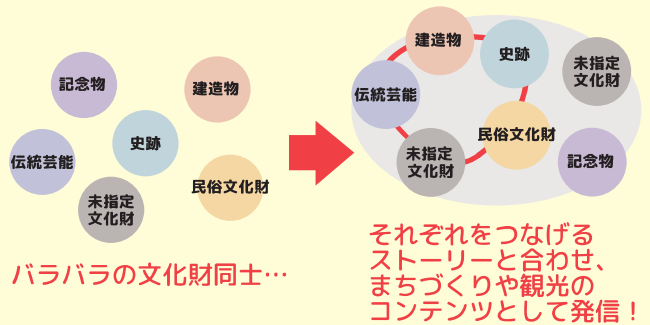 記念物
建造物
史跡
伝統芸能
民俗文化財
未指定
文化財
バラバラの文化財同士…
建造物
史跡
未指定
文化財
伝統芸能
民俗文化財
未指定
文化財
記念物
それぞれをつなげる
ストーリーと合わせ、
まちづくりや観光の
コンテンツとして発信！